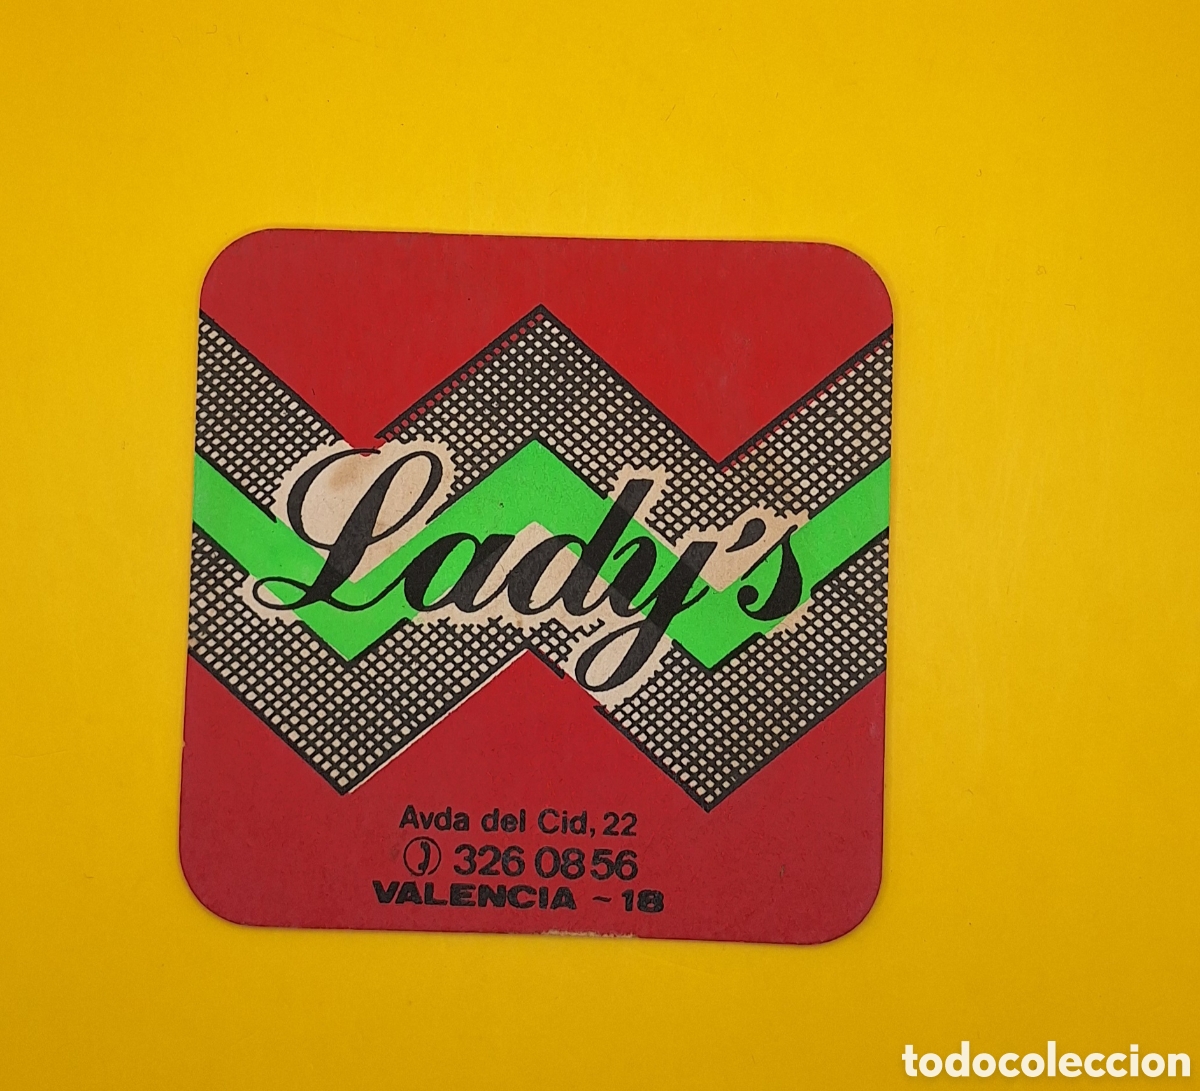 Lady's
Avda del Cid, 22
326 08 56
VALENCIA - 18
todocoleccion